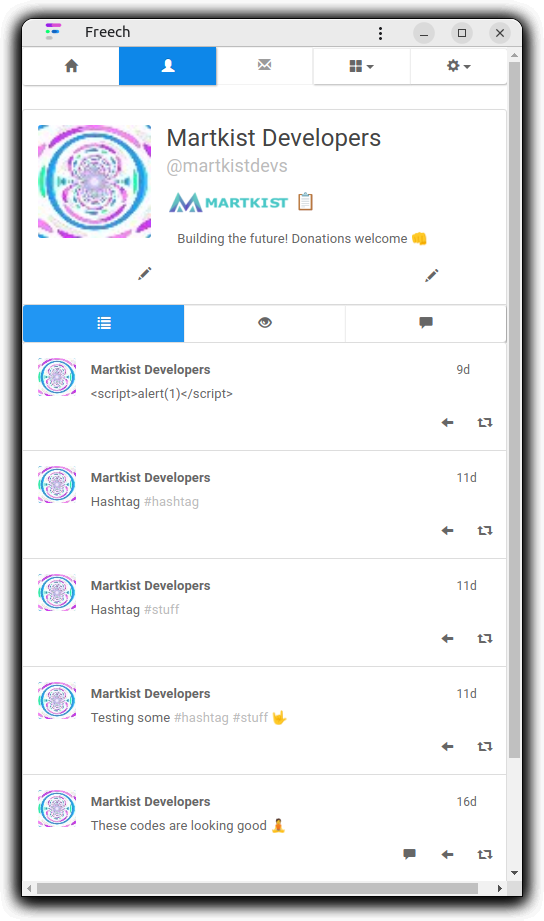 Freech
Martkist Developers
@martkistdevs
MARTKIST 📋
Building the future! Donations welcome 👊
Martkist Developers 9d
<script>alert(1)</script>
Martkist Developers 11d
Hashtag #hashtag
Martkist Developers 11d
Hashtag #stuff
Martkist Developers 11d
Testing some #hashtag #stuff 🤟
Martkist Developers 16d
These codes are looking good 🧘